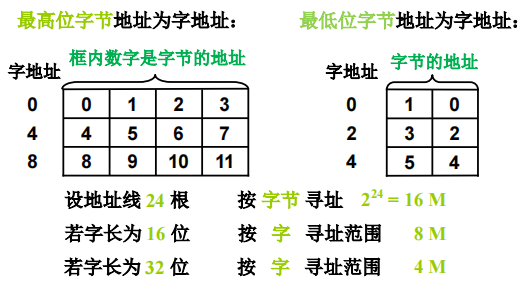 最高位字节地址为字地址：
框内数字是字节的地址
字地址
0 0 1 2 3
4 4 5 6 7
8 8 9 10 11
最低位字节地址为字地址：
字节的地址
字地址
0 1 0
2 3 2
4 5 4
设地址线 24 根 按 字节 寻址 2²⁴ = 16 M
若字长为 16 位 按 字 寻址范围 8 M
若字长为 32 位 按 字 寻址范围 4 M